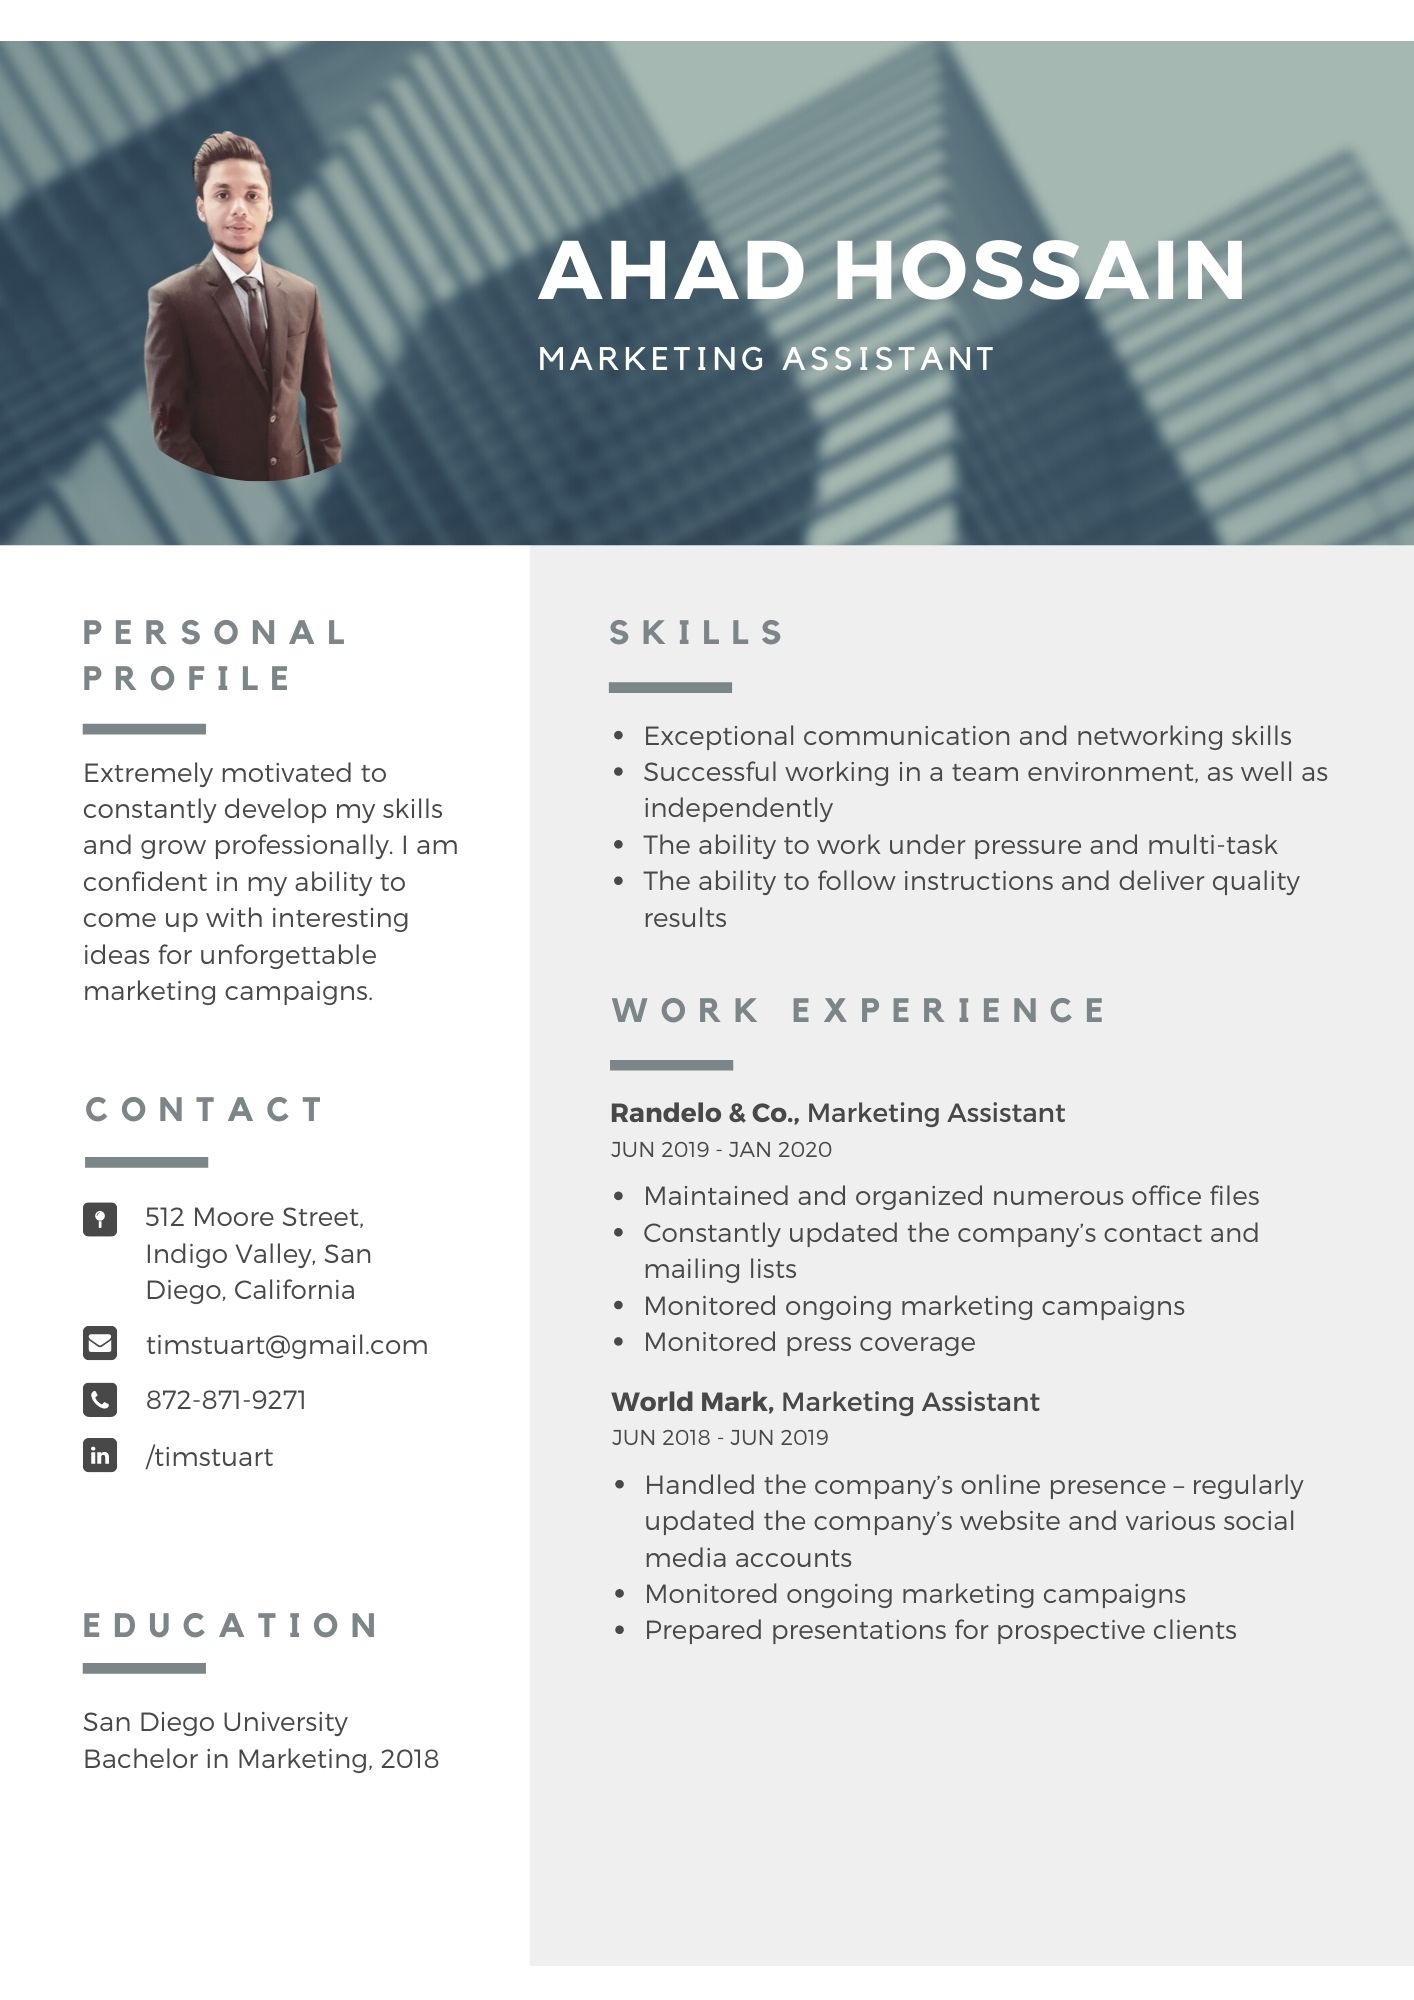 AHAD HOSSAIN
MARKETING ASSISTANT
PERSONAL
PROFILE
Extremely motivated to
constantly develop my skills
and grow professionally. I am
confident in my ability to
come up with interesting
ideas for unforgettable
marketing campaigns.
CONTACT
512 Moore Street,
Indigo Valley, San
Diego, California
timstuart@gmail.com
872-871-9271
in /timstuart
EDUCATION
San Diego University
Bachelor in Marketing, 2018
SKILLS
• Exceptional communication and networking skills
• Successful working in a team environment, as well as
independently
• The ability to work under pressure and multi-task
• The ability to follow instructions and deliver quality
results
WORK EXPERIENCE
Randelo & Co., Marketing Assistant
JUN 2019 - JAN 2020
• Maintained and organized numerous office files
• Constantly updated the company’s contact and
mailing lists
• Monitored ongoing marketing campaigns
• Monitored press coverage
World Mark, Marketing Assistant
JUN 2018 - JUN 2019
• Handled the company’s online presence – regularly
updated the company’s website and various social
media accounts
• Monitored ongoing marketing campaigns
• Prepared presentations for prospective clients